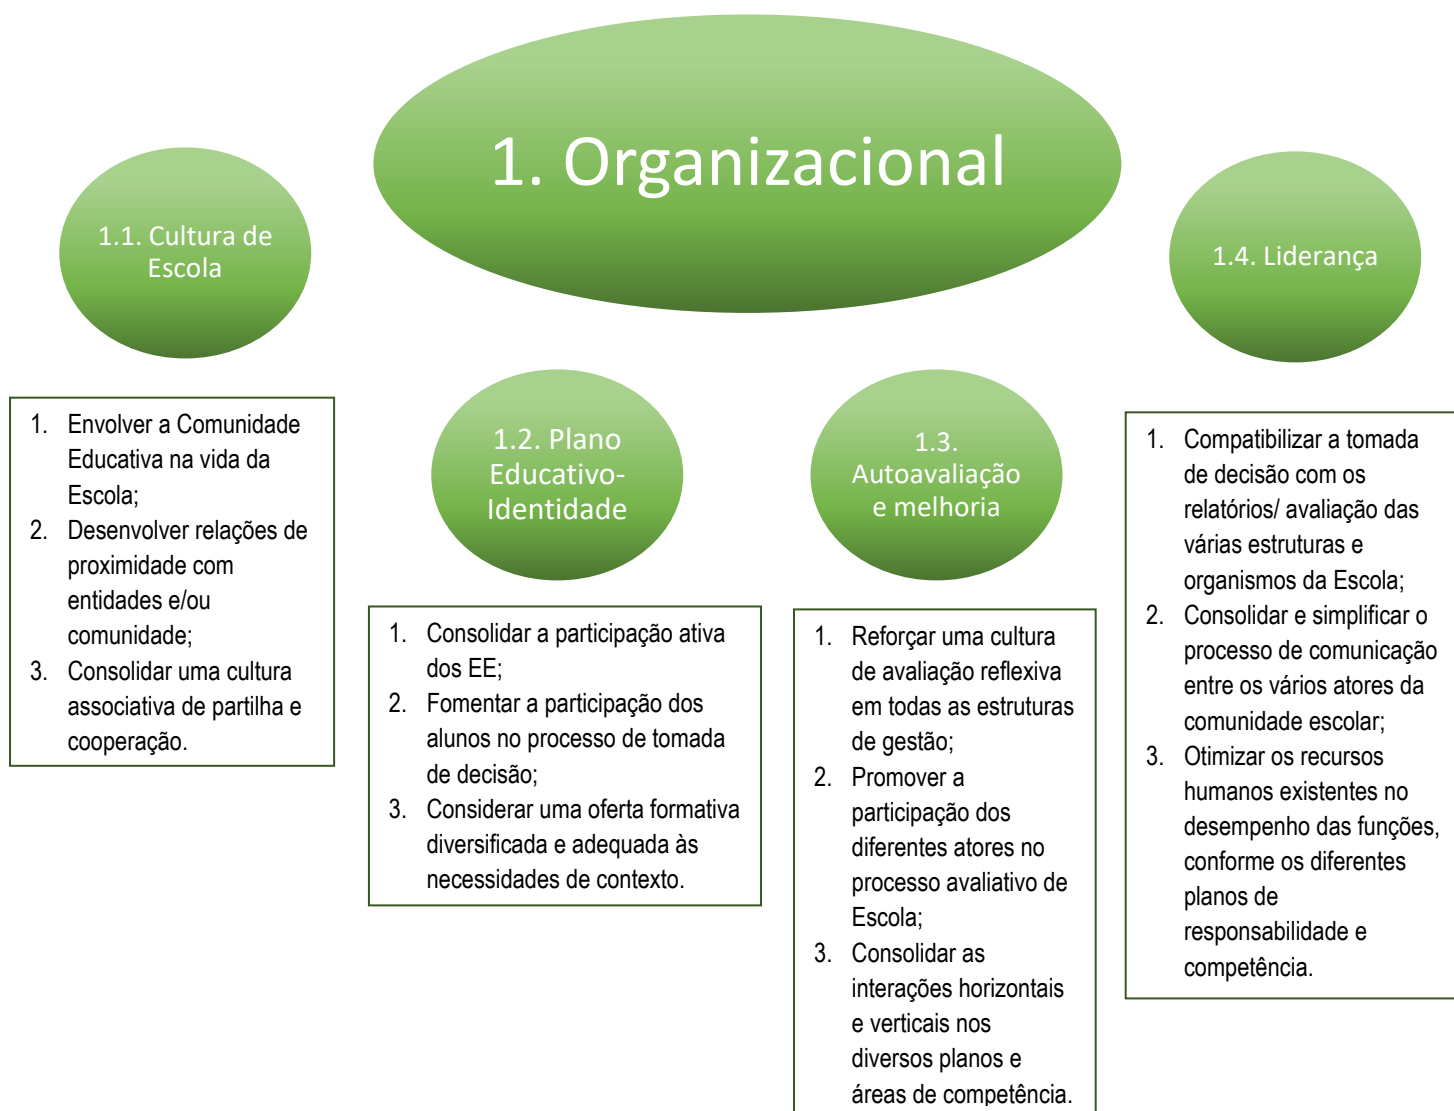 1. Organizacional
1.1. Cultura de
Escola
1. Envolver a Comunidade
Educativa na vida da
Escola;
2. Desenvolver relações de
proximidade com
entidades e/ou
comunidade;
3. Consolidar uma cultura
associativa de partilha e
cooperação.
1.2. Plano
Educativo-
Identidade
1. Consolidar a participação ativa
dos EE;
2. Fomentar a participação dos
alunos no processo de tomada
de decisão;
3. Considerar uma oferta formativa
diversificada e adequada às
necessidades de contexto.
1.3.
Autoavaliação
e melhoria
1. Reforçar uma cultura
de avaliação reflexiva
em todas as estruturas
de gestão;
2. Promover a
participação dos
diferentes atores no
processo avaliativo de
Escola;
3. Consolidar as
interações horizontais
e verticais nos
diversos planos e
áreas de competência.
1.4. Liderança
1. Compatibilizar a tomada
de decisão com os
relatórios/ avaliação das
várias estruturas e
organismos da Escola;
2. Consolidar e simplificar o
processo de comunicação
entre os vários atores da
comunidade escolar;
3. Otimizar os recursos
humanos existentes no
desempenho das funções,
conforme os diferentes
planos de
responsabilidade e
competência.